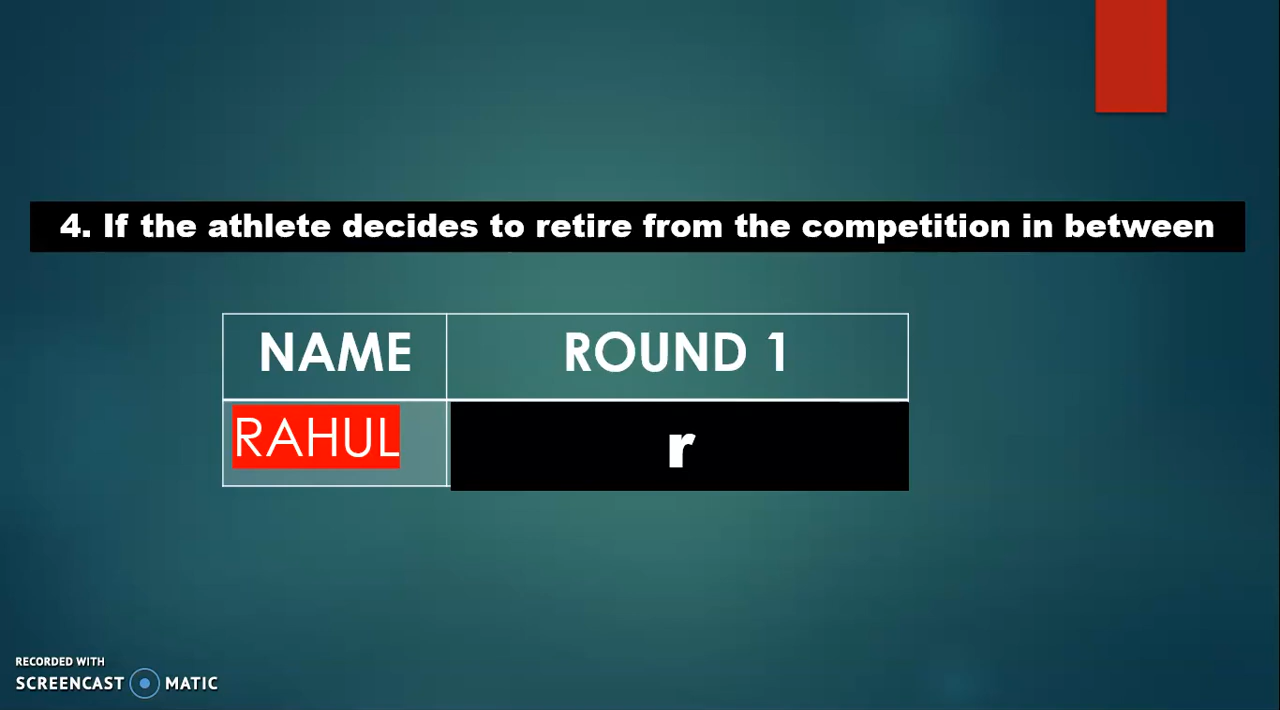 4. If the athlete decides to retire from the competition in between
NAME ROUND 1
RAHUL r
RECORDED WITH
SCREENCAST MATIC